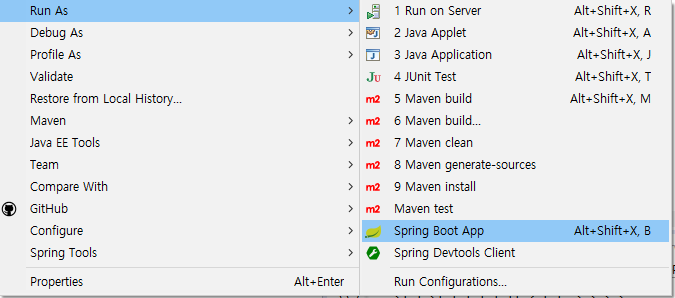 Run As
Debug As
Profile As
Validate
Restore from Local History...
Maven
Java EE Tools
Team
Compare With
GitHub
Configure
Spring Tools
Properties Alt+Enter
1 Run on Server Alt+Shift+X, R
2 Java Applet Alt+Shift+X, A
3 Java Application Alt+Shift+X, J
Ju 4 JUnit Test Alt+Shift+X, T
m2 5 Maven build Alt+Shift+X, M
m2 6 Maven build...
m2 7 Maven clean
m2 8 Maven generate-sources
m2 9 Maven install
m2 Maven test
Spring Boot App Alt+Shift+X, B
Spring Devtools Client
Run Configurations...